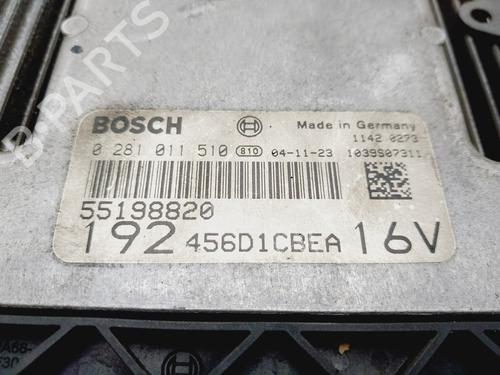 B-PARTS
BOSCH
Made in Germany
1142 0273
0 281 011 510 810 04-11-23 1039S07311
55198820
192 456D1CBEA 16V